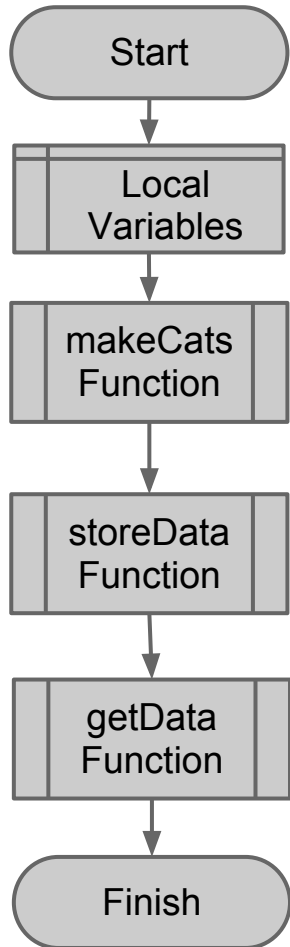 Start
Local
Variables
makeCats
Function
storeData
Function
getData
Function
Finish